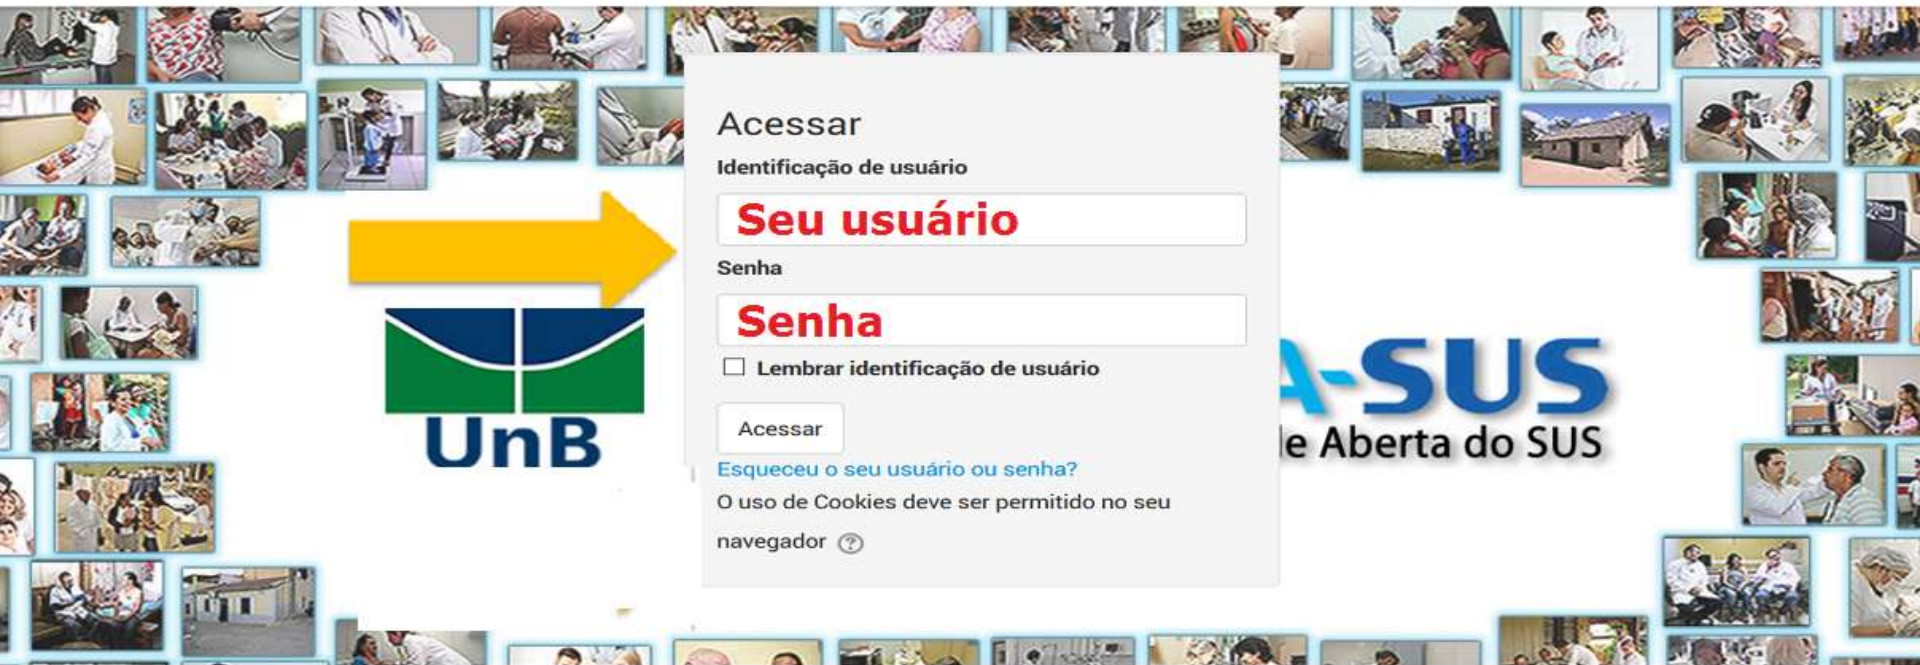 Acessar
Identificação de usuário
Seu usuário
Senha
Senha
Lembrar identificação de usuário
Acessar
Esqueceu o seu usuário ou senha?
O uso de Cookies deve ser permitido no seu
navegador ?
UnB
A-SUS
e Aberta do SUS